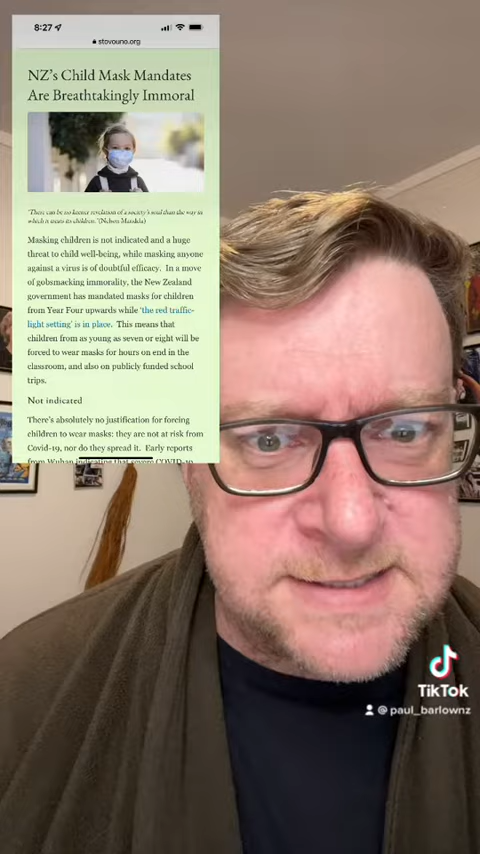 8:27
stovouno.org
NZ's Child Mask Mandates
Are Breathtakingly Immoral
'There can be no keener revelation of a society's soul than the way in
which it treats its children.' (Nelson Mandela)
Masking children is not indicated and a huge
threat to child well-being, while masking anyone
against a virus is of doubtful efficacy. In a move
of gobsmacking immorality, the New Zealand
government has mandated masks for children
from Year Four upwards while 'the red traffic-
light setting' is in place. This means that
children from as young as seven or eight will be
forced to wear masks for hours on end in the
classroom, and also on publicly funded school
trips.
Not indicated
There's absolutely no justification for forcing
children to wear masks: they are not at risk from
Covid-19, nor do they spread it. Early reports
from Wuhan indicating that severe COVID-19
TikTok
@paul_barlownz